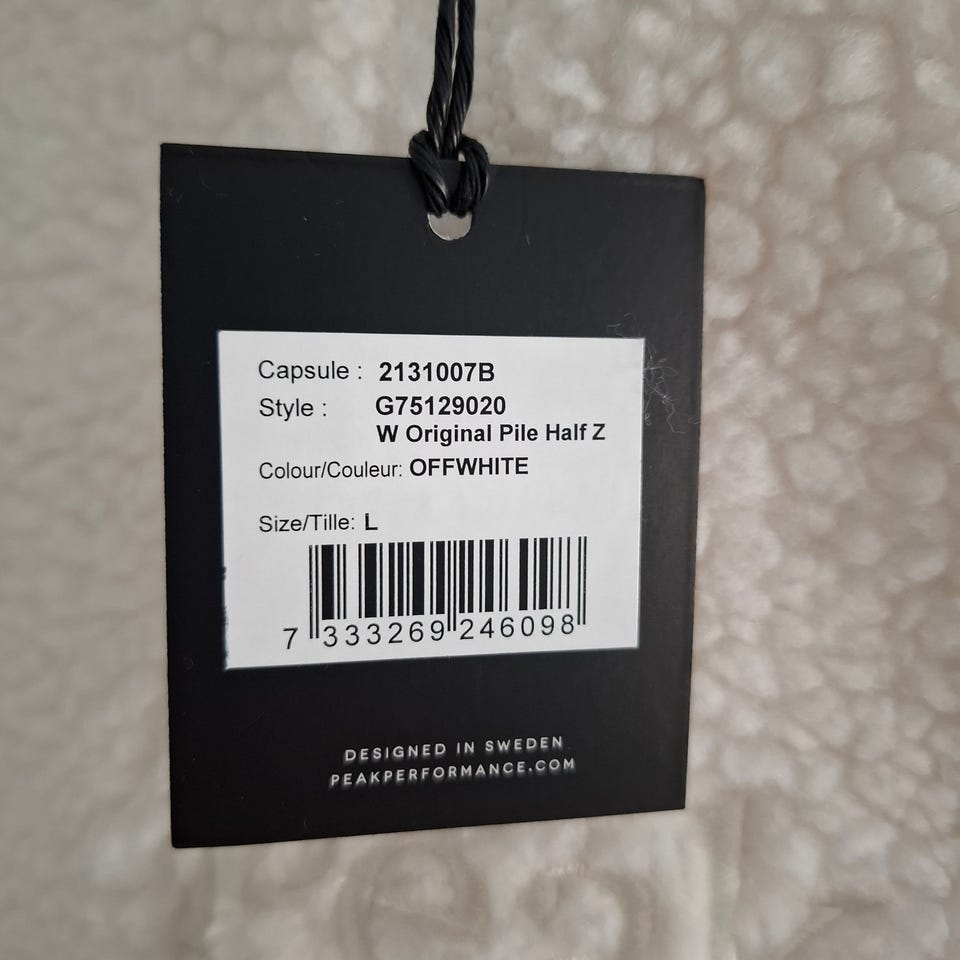 Capsule : 2131007B
Style : G75129020
W Original Pile Half Z
Colour/Couleur: OFFWHITE
Size/Tille: L
7 333269 246098
DESIGNED IN SWEDEN
PEAKPERFORMANCE.COM